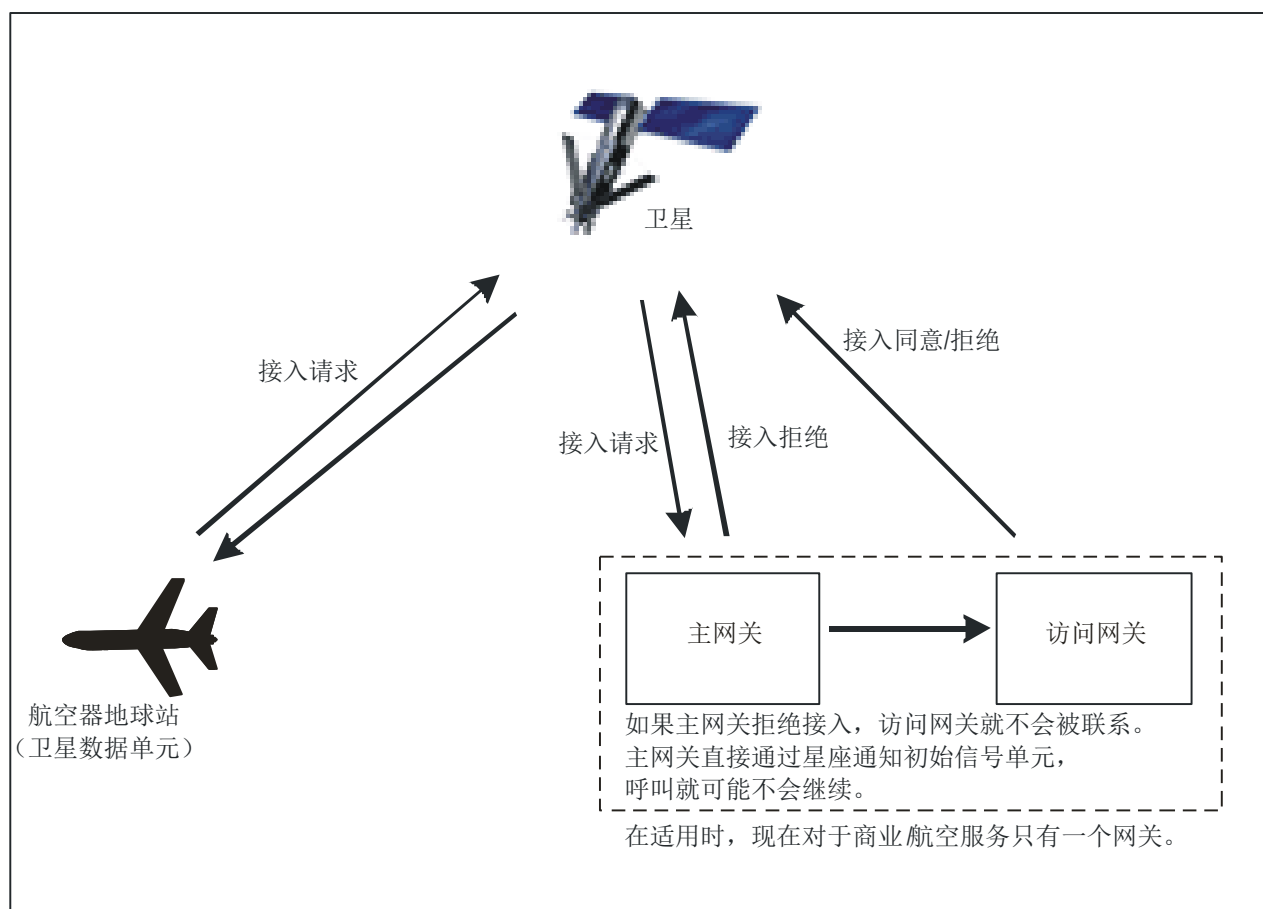 卫星
接入请求
接入同意/拒绝
接入请求
接入拒绝
主网关
访问网关
航空器地球站
（卫星数据单元）
如果主网关拒绝接入，访问网关就不会被联系。
主网关直接通过星座通知初始信号单元，
呼叫就可能不会继续。
在适用时，现在对于商业/航空服务只有一个网关。